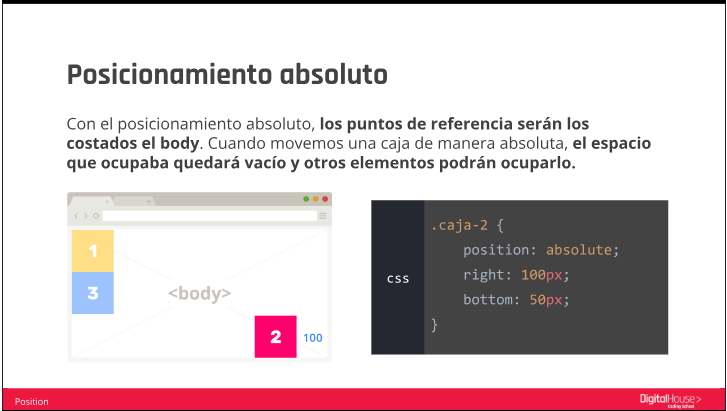 Posicionamiento absoluto
Con el posicionamiento absoluto, los puntos de referencia serán los
costados el body. Cuando movemos una caja de manera absoluta, el espacio
que ocupaba quedará vacío y otros elementos podrán ocuparlo.
1
3
<body>
2
100
css
.caja-2 {
position: absolute;
right: 100px;
bottom: 50px;
}
Position
DigitalHouse>
Coding School